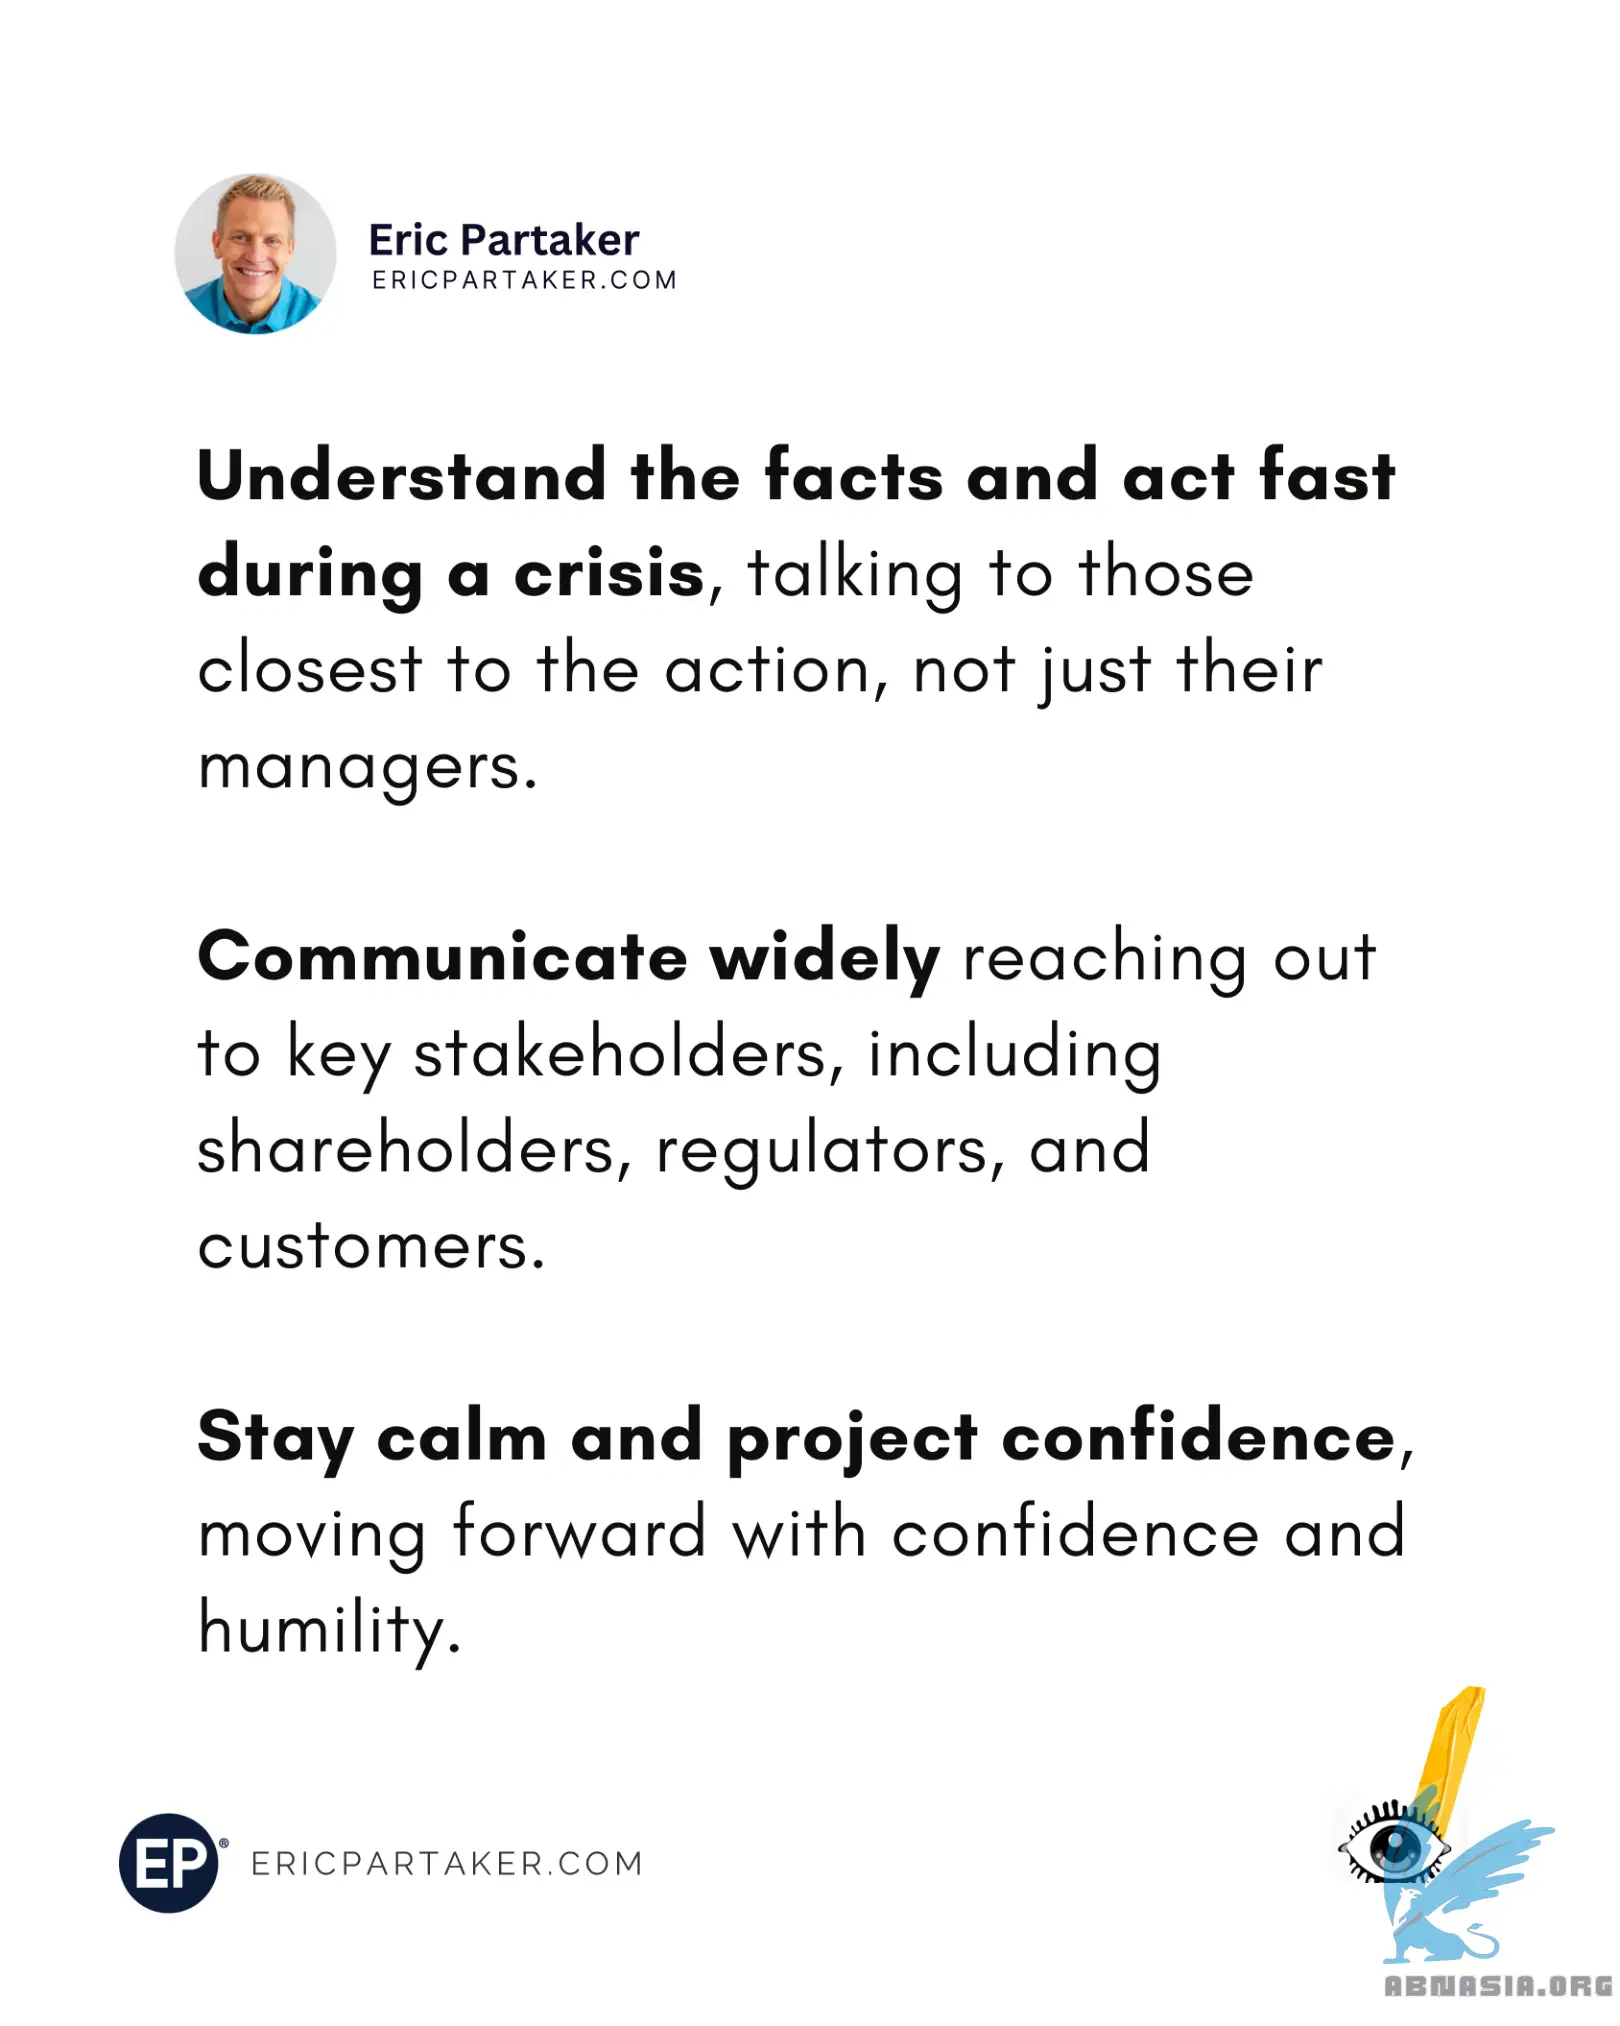 Eric Partaker
ERICPARTAKER.COM
Understand the facts and act fast
during a crisis, talking to those
closest to the action, not just their
managers.
Communicate widely reaching out
to key stakeholders, including
shareholders, regulators, and
customers.
Stay calm and project confidence,
moving forward with confidence and
humility.
EP® ERICPARTAKER.COM
ABNASIA.ORG